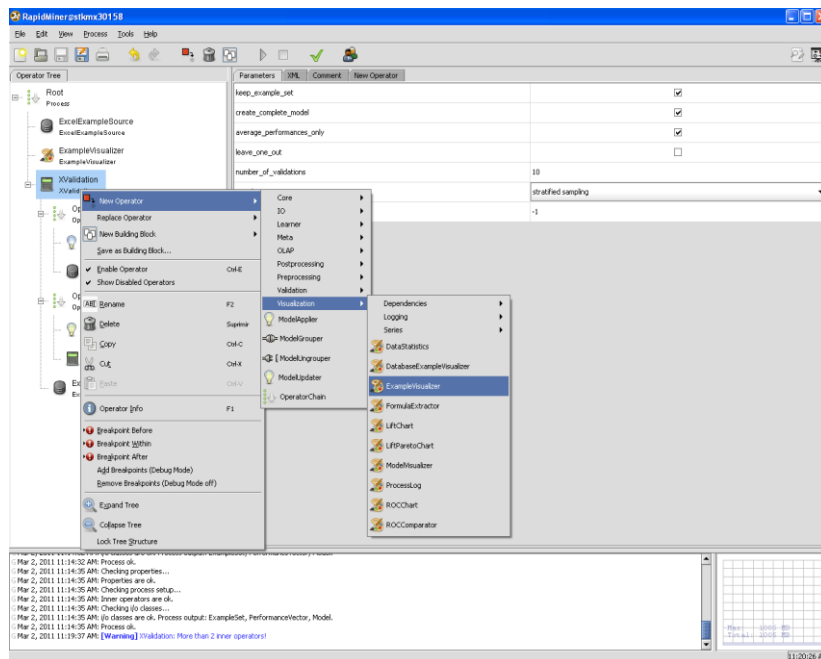 RapidMiner@stkmx30158
File Edit View Process Tools Help
Operator Tree
Parameters XML Comment New Operator
Root
Process
ExcelExampleSource
ExcelExampleSource
ExampleVisualizer
ExampleVisualizer
XValidation
keep_example_set
create_complete_model
average_performances_only
leave_one_out
number_of_validations 10
stratified sampling
-1
New Operator
Replace Operator
New Building Block
Save as Building Block...
Enable Operator Ctrl-E
Show Disabled Operators
Rename F2
Delete Suprimir
Copy Ctrl-C
Cut Ctrl-X
Paste Ctrl-V
Operator Info F1
Breakpoint Before
Breakpoint Within
Breakpoint After
Add Breakpoints (Debug Mode)
Remove Breakpoints (Debug Mode off)
Expand Tree
Collapse Tree
Lock Tree Structure
Core
IO
Learner
Meta
OLAP
Postprocessing
Preprocessing
Validation
Visualization
ModelApplier
ModelGrouper
ModelUngrouper
ModelUpdater
OperatorChain
Dependencies
Logging
Series
DataStatistics
DatabaseExampleVisualizer
ExampleVisualizer
FormulaExtractor
LiftChart
LiftParetoChart
ModelVisualizer
ProcessLog
ROCChart
ROCComparator
G Mar 2, 2011 11:14:32 AM: Process ok.
G Mar 2, 2011 11:14:35 AM: Checking properties...
G Mar 2, 2011 11:14:35 AM: Properties are ok.
G Mar 2, 2011 11:14:35 AM: Checking process setup...
G Mar 2, 2011 11:14:35 AM: Inner operators are ok.
G Mar 2, 2011 11:14:35 AM: Checking i/o classes...
G Mar 2, 2011 11:14:35 AM: i/o classes are ok. Process output: ExampleSet, PerformanceVector, Model.
G Mar 2, 2011 11:14:35 AM: Process ok.
G Mar 2, 2011 11:19:37 AM: [Warning] XValidation: More than 2 inner operators!
Max: 1000 MB
Total: 1005 MB
11:20:26 A